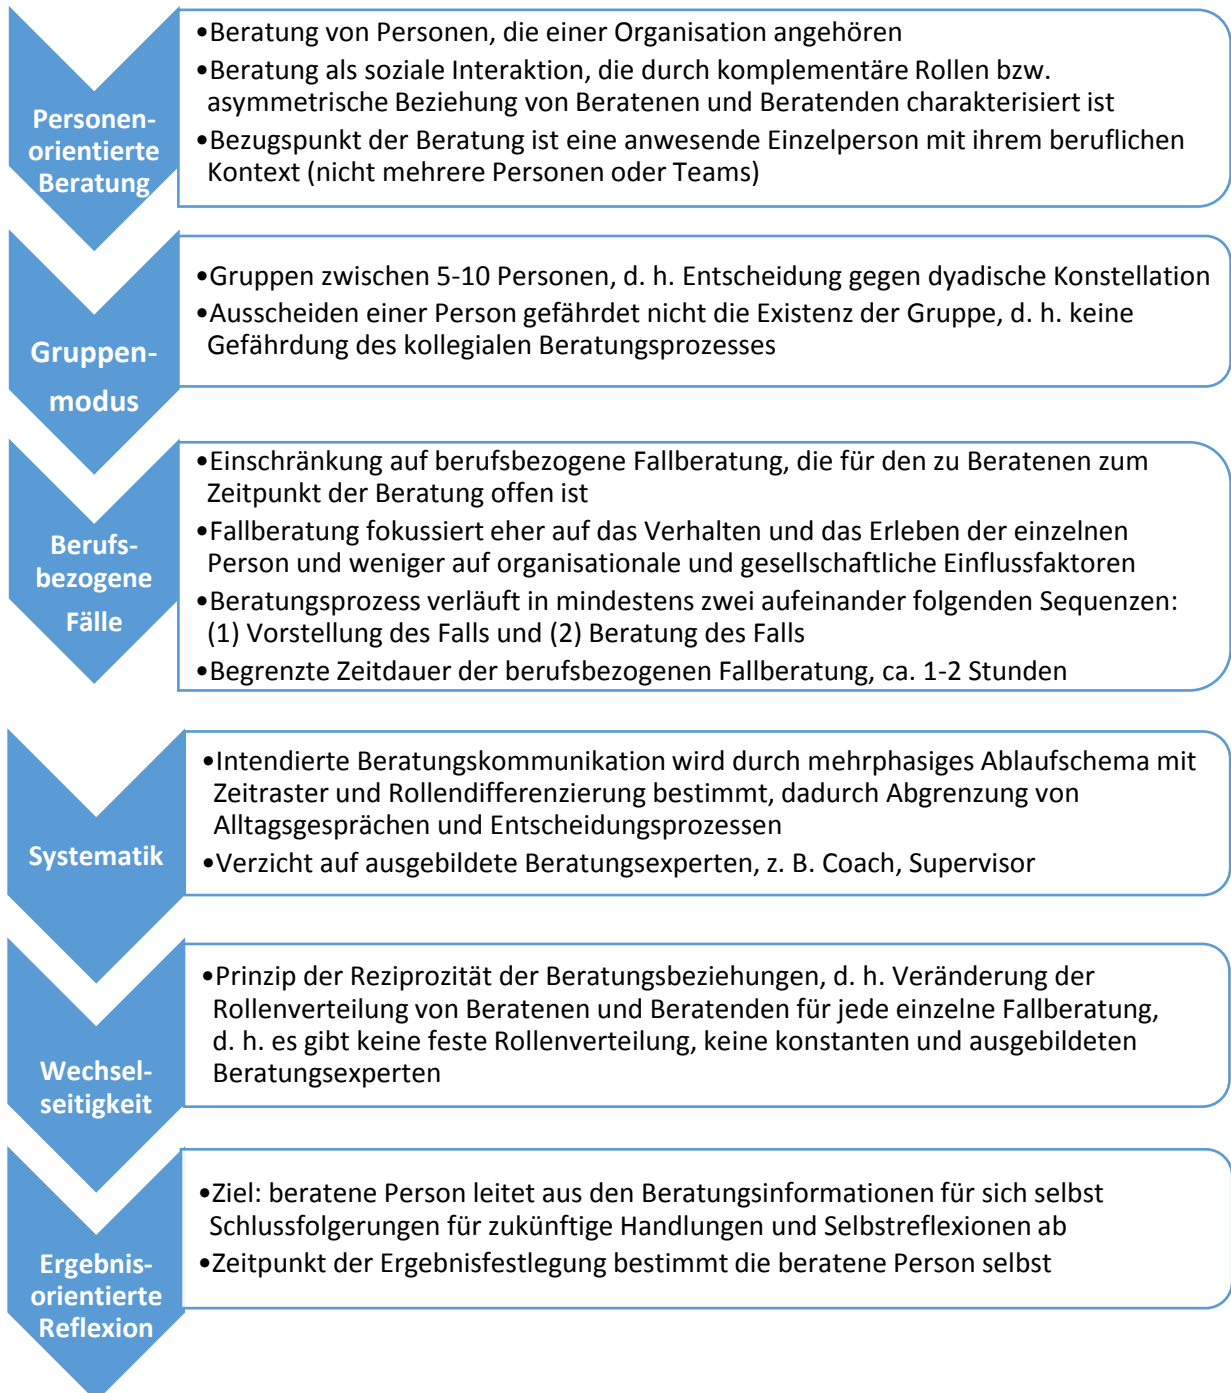 Personen-
orientierte
Beratung
•Beratung von Personen, die einer Organisation angehören
•Beratung als soziale Interaktion, die durch komplementäre Rollen bzw.
asymmetrische Beziehung von Beratenen und Beratenden charakterisiert ist
•Bezugspunkt der Beratung ist eine anwesende Einzelperson mit ihrem beruflichen
Kontext (nicht mehrere Personen oder Teams)
Gruppen-
modus
•Gruppen zwischen 5-10 Personen, d. h. Entscheidung gegen dyadische Konstellation
•Ausscheiden einer Person gefährdet nicht die Existenz der Gruppe, d. h. keine
Gefährdung des kollegialen Beratungsprozesses
Berufs-
bezogene
Fälle
•Einschränkung auf berufsbezogene Fallberatung, die für den zu Beratenen zum
Zeitpunkt der Beratung offen ist
•Fallberatung fokussiert eher auf das Verhalten und das Erleben der einzelnen
Person und weniger auf organisationale und gesellschaftliche Einflussfaktoren
•Beratungsprozess verläuft in mindestens zwei aufeinander folgenden Sequenzen:
(1) Vorstellung des Falls und (2) Beratung des Falls
•Begrenzte Zeitdauer der berufsbezogenen Fallberatung, ca. 1-2 Stunden
Systematik
•Intendierte Beratungskommunikation wird durch mehrphasiges Ablaufschema mit
Zeitraster und Rollendifferenzierung bestimmt, dadurch Abgrenzung von
Alltagsgesprächen und Entscheidungsprozessen
•Verzicht auf ausgebildete Beratungsexperten, z. B. Coach, Supervisor
Wechsel-
seitigkeit
•Prinzip der Reziprozität der Beratungsbeziehungen, d. h. Veränderung der
Rollenverteilung von Beratenen und Beratenden für jede einzelne Fallberatung,
d. h. es gibt keine feste Rollenverteilung, keine konstanten und ausgebildeten
Beratungsexperten
Ergebnis-
orientierte
Reflexion
•Ziel: beratene Person leitet aus den Beratungsinformationen für sich selbst
Schlussfolgerungen für zukünftige Handlungen und Selbstreflexionen ab
•Zeitpunkt der Ergebnisfestlegung bestimmt die beratene Person selbst